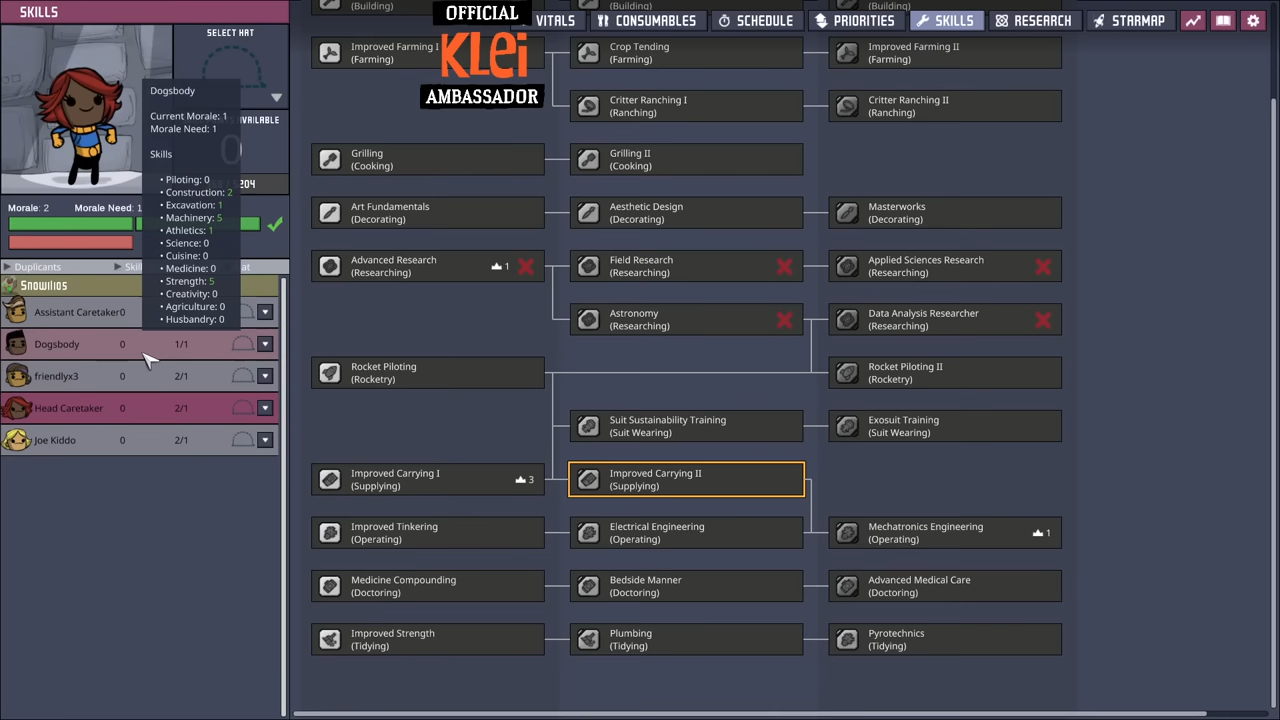 SKILLS
OFFICIAL
KLEi
AMBASSADOR
VITALS
CONSUMABLES
SCHEDULE
PRIORITIES
SKILLS
RESEARCH
STARMAP
SELECT HAT
Dogsbody
Current Morale: 1
Morale Need: 1
Skills
• Piloting: 0
• Construction: 2
• Excavation: 1
• Machinery: 5
• Athletics: 1
• Science: 0
• Cuisine: 0
• Medicine: 0
• Strength: 5
• Creativity: 0
• Agriculture: 0
• Husbandry: 0
0
Morale: 2
Morale Need: 1
Duplicants
Snowilios
Assistant Caretaker0
Dogsbody 0 1/1
friendlyx3 0 2/1
Head Caretaker 0 2/1
Joe Kiddo 0 2/1
(Building)
(Building)
(Building)
Improved Farming I
(Farming)
Crop Tending
(Farming)
Improved Farming II
(Farming)
Critter Ranching I
(Ranching)
Critter Ranching II
(Ranching)
Grilling
(Cooking)
Grilling II
(Cooking)
Art Fundamentals
(Decorating)
Aesthetic Design
(Decorating)
Masterworks
(Decorating)
Advanced Research
(Researching)
1
Field Research
(Researching)
Applied Sciences Research
(Researching)
Astronomy
(Researching)
Data Analysis Researcher
(Researching)
Rocket Piloting
(Rocketry)
Rocket Piloting II
(Rocketry)
Suit Sustainability Training
(Suit Wearing)
Exosuit Training
(Suit Wearing)
Improved Carrying I
(Supplying)
3
Improved Carrying II
(Supplying)
Improved Tinkering
(Operating)
Electrical Engineering
(Operating)
Mechatronics Engineering
(Operating)
1
Medicine Compounding
(Doctoring)
Bedside Manner
(Doctoring)
Advanced Medical Care
(Doctoring)
Improved Strength
(Tidying)
Plumbing
(Tidying)
Pyrotechnics
(Tidying)